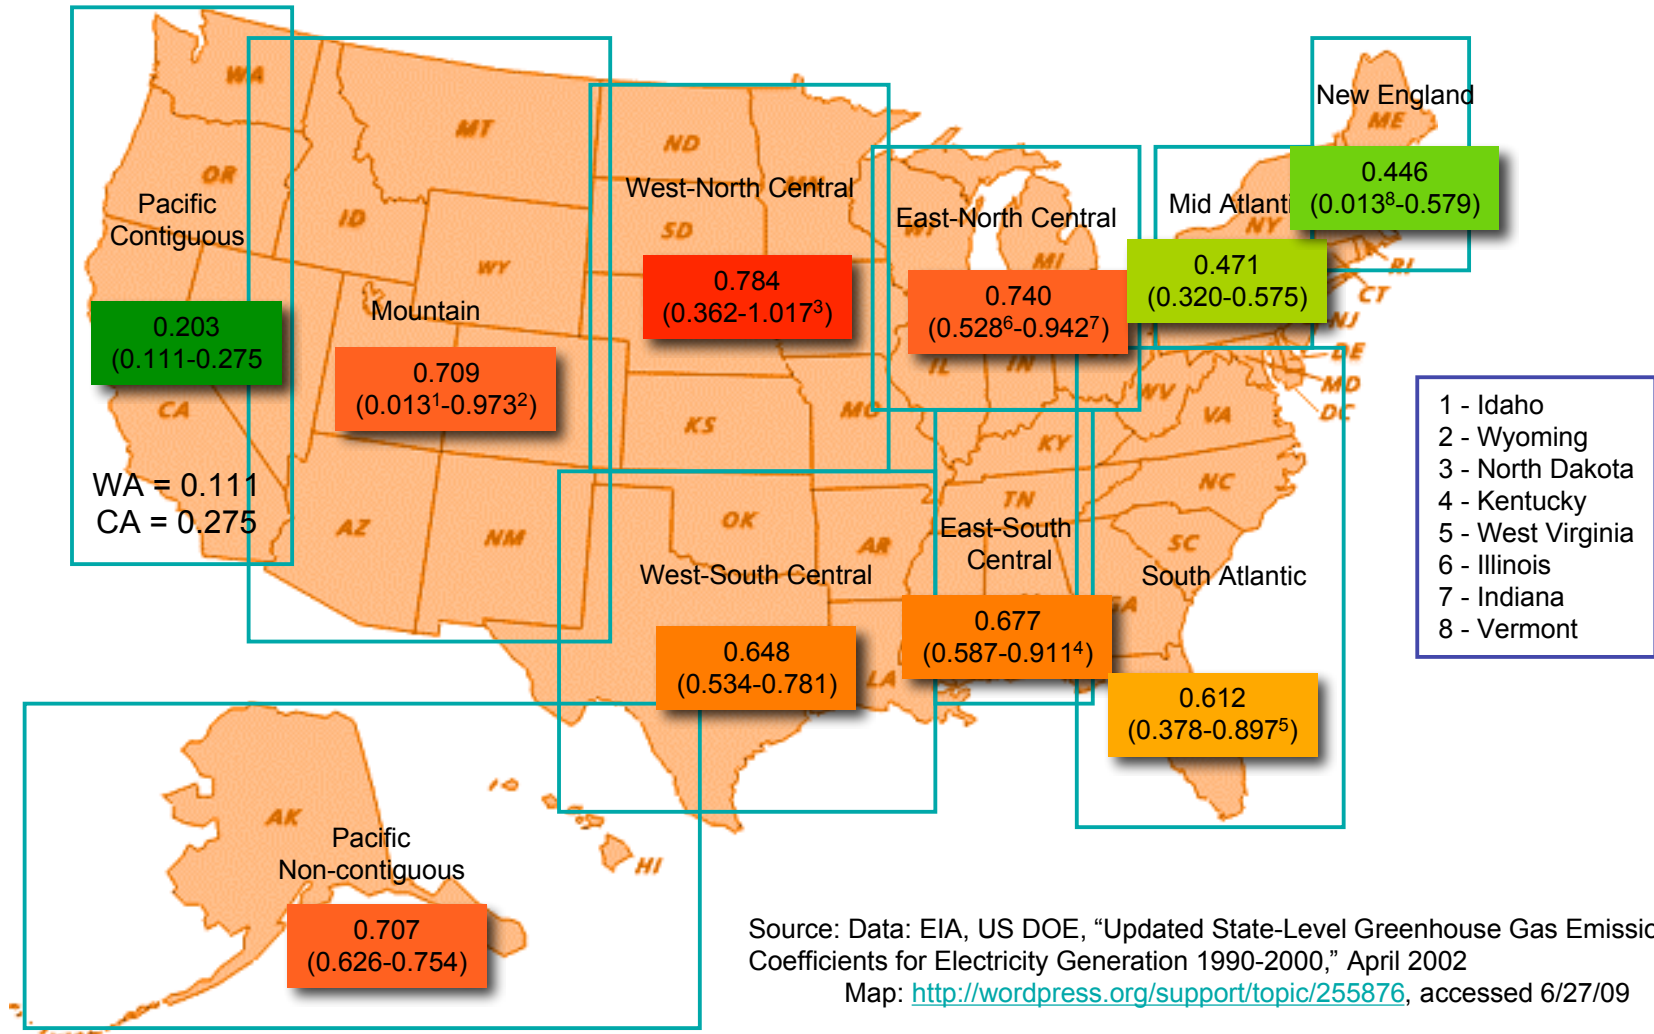 WA
OR
CA
ID
MT
WY
AZ
NM
ND
SD
KS
MO
OK
AR
LA
MI
IL
IN
KY
TN
WV
VA
NC
SC
NY
ME
RI
CT
NJ
DE
MD
DC
AK
HI
Pacific
Contiguous
0.203
(0.111-0.275
WA = 0.111
CA = 0.275
Mountain
0.709
(0.013¹-0.973²)
West-North Central
0.784
(0.362-1.017³)
East-North Central
0.740
(0.528⁶-0.942⁷)
Mid Atlanti
0.471
(0.320-0.575)
New England
0.446
(0.013⁸-0.579)
West-South Central
0.648
(0.534-0.781)
East-South
Central
0.677
(0.587-0.911⁴)
South Atlantic
0.612
(0.378-0.897⁵)
Pacific
Non-contiguous
0.707
(0.626-0.754)
1 - Idaho
2 - Wyoming
3 - North Dakota
4 - Kentucky
5 - West Virginia
6 - Illinois
7 - Indiana
8 - Vermont
Source: Data: EIA, US DOE, “Updated State-Level Greenhouse Gas Emissio
Coefficients for Electricity Generation 1990-2000,” April 2002
Map: http://wordpress.org/support/topic/255876, accessed 6/27/09